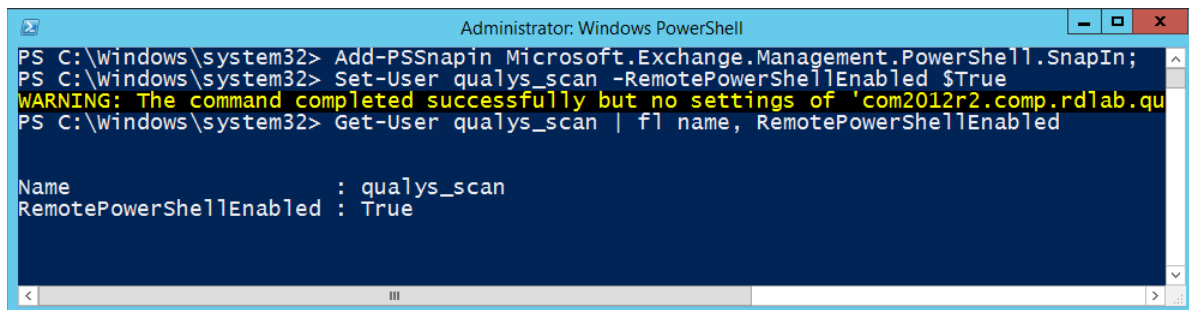 Administrator: Windows PowerShell
PS C:\Windows\system32> Add-PSSnapin Microsoft.Exchange.Management.PowerShell.SnapIn;
PS C:\Windows\system32> Set-User qualys_scan -RemotePowerShellEnabled $True
WARNING: The command completed successfully but no settings of 'com2012r2.comp.rdlab.qu
PS C:\Windows\system32> Get-User qualys_scan | fl name, RemotePowerShellEnabled
Name : qualys_scan
RemotePowerShellEnabled : True